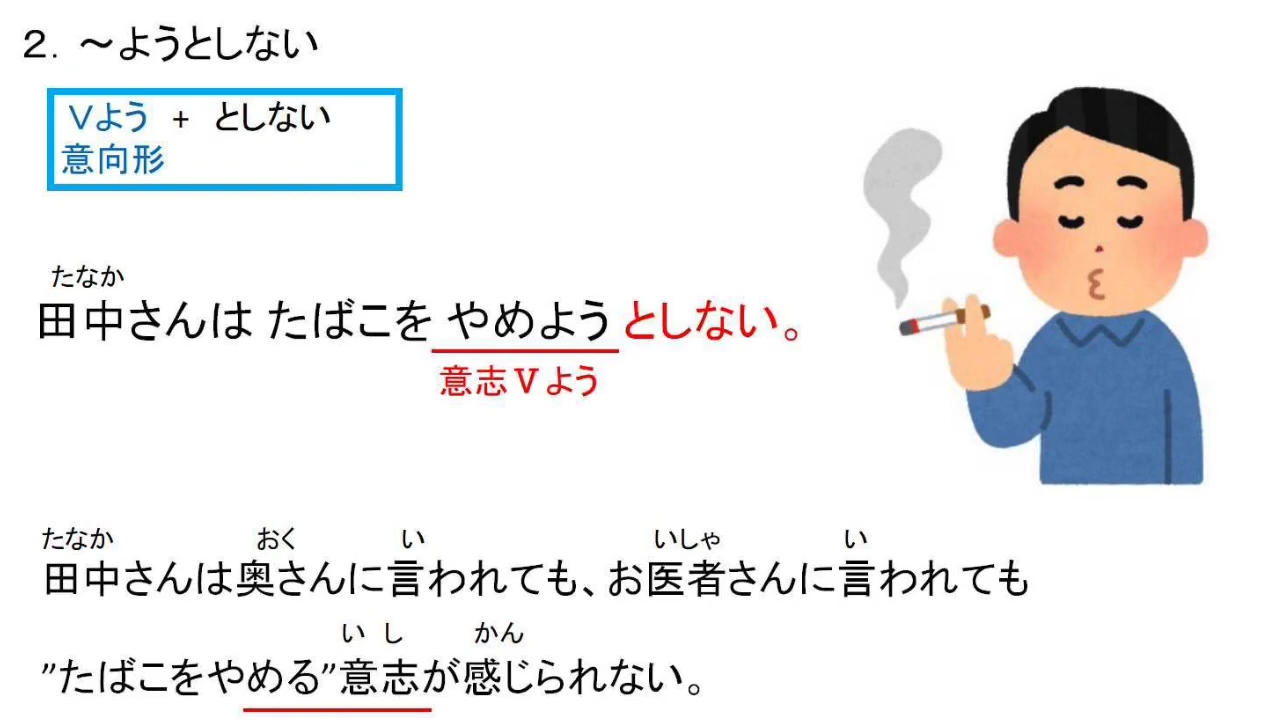 ２．～ようとしない
Ｖよう + としない
意向形
たなか
田中さんは たばこを やめようとしない。
意志Ｖよう
たなか おく い いしゃ い
田中さんは奥さんに言われても、お医者さんに言われても
い し かん
”たばこをやめる”意志が感じられない。